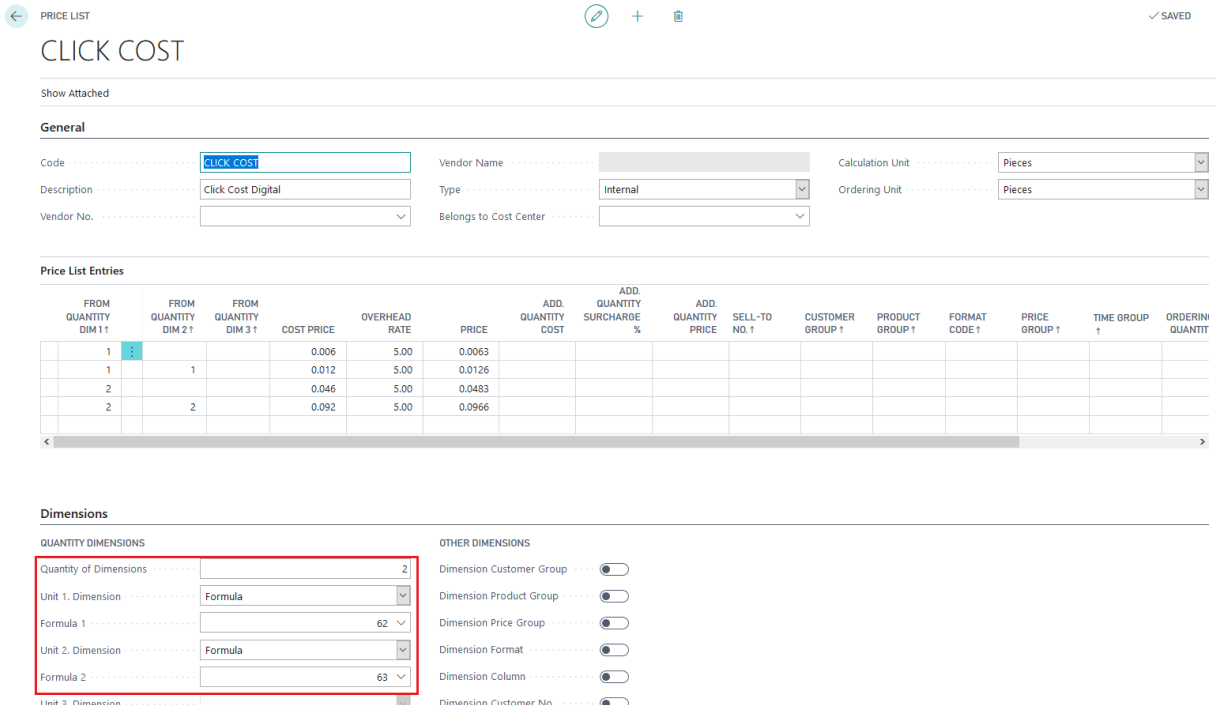 PRICE LIST
SAVED
CLICK COST
Show Attached
General
Code CLICK COST Vendor Name Calculation Unit Pieces
Description Click Cost Digital Type Internal Ordering Unit Pieces
Vendor No. Belongs to Cost Center
Price List Entries
FROM QUANTITY DIM 1↑ FROM QUANTITY DIM 2↑ FROM QUANTITY DIM 3↑ COST PRICE OVERHEAD RATE PRICE ADD. QUANTITY COST ADD. QUANTITY SURCHARGE % ADD. QUANTITY PRICE SELL-TO NO. ↑ CUSTOMER GROUP ↑ PRODUCT GROUP ↑ FORMAT CODE↑ PRICE GROUP ↑ TIME GROUP ↑ ORDERING QUANTIT
1 0.006 5.00 0.0063
1 1 0.012 5.00 0.0126
2 0.046 5.00 0.0483
2 2 0.092 5.00 0.0966
Dimensions
QUANTITY DIMENSIONS OTHER DIMENSIONS
Quantity of Dimensions 2 Dimension Customer Group
Unit 1. Dimension Formula Dimension Product Group
Formula 1 62 Dimension Price Group
Unit 2. Dimension Formula Dimension Format
Formula 2 63 Dimension Column
Unit 3. Dimension Dimension Customer No.